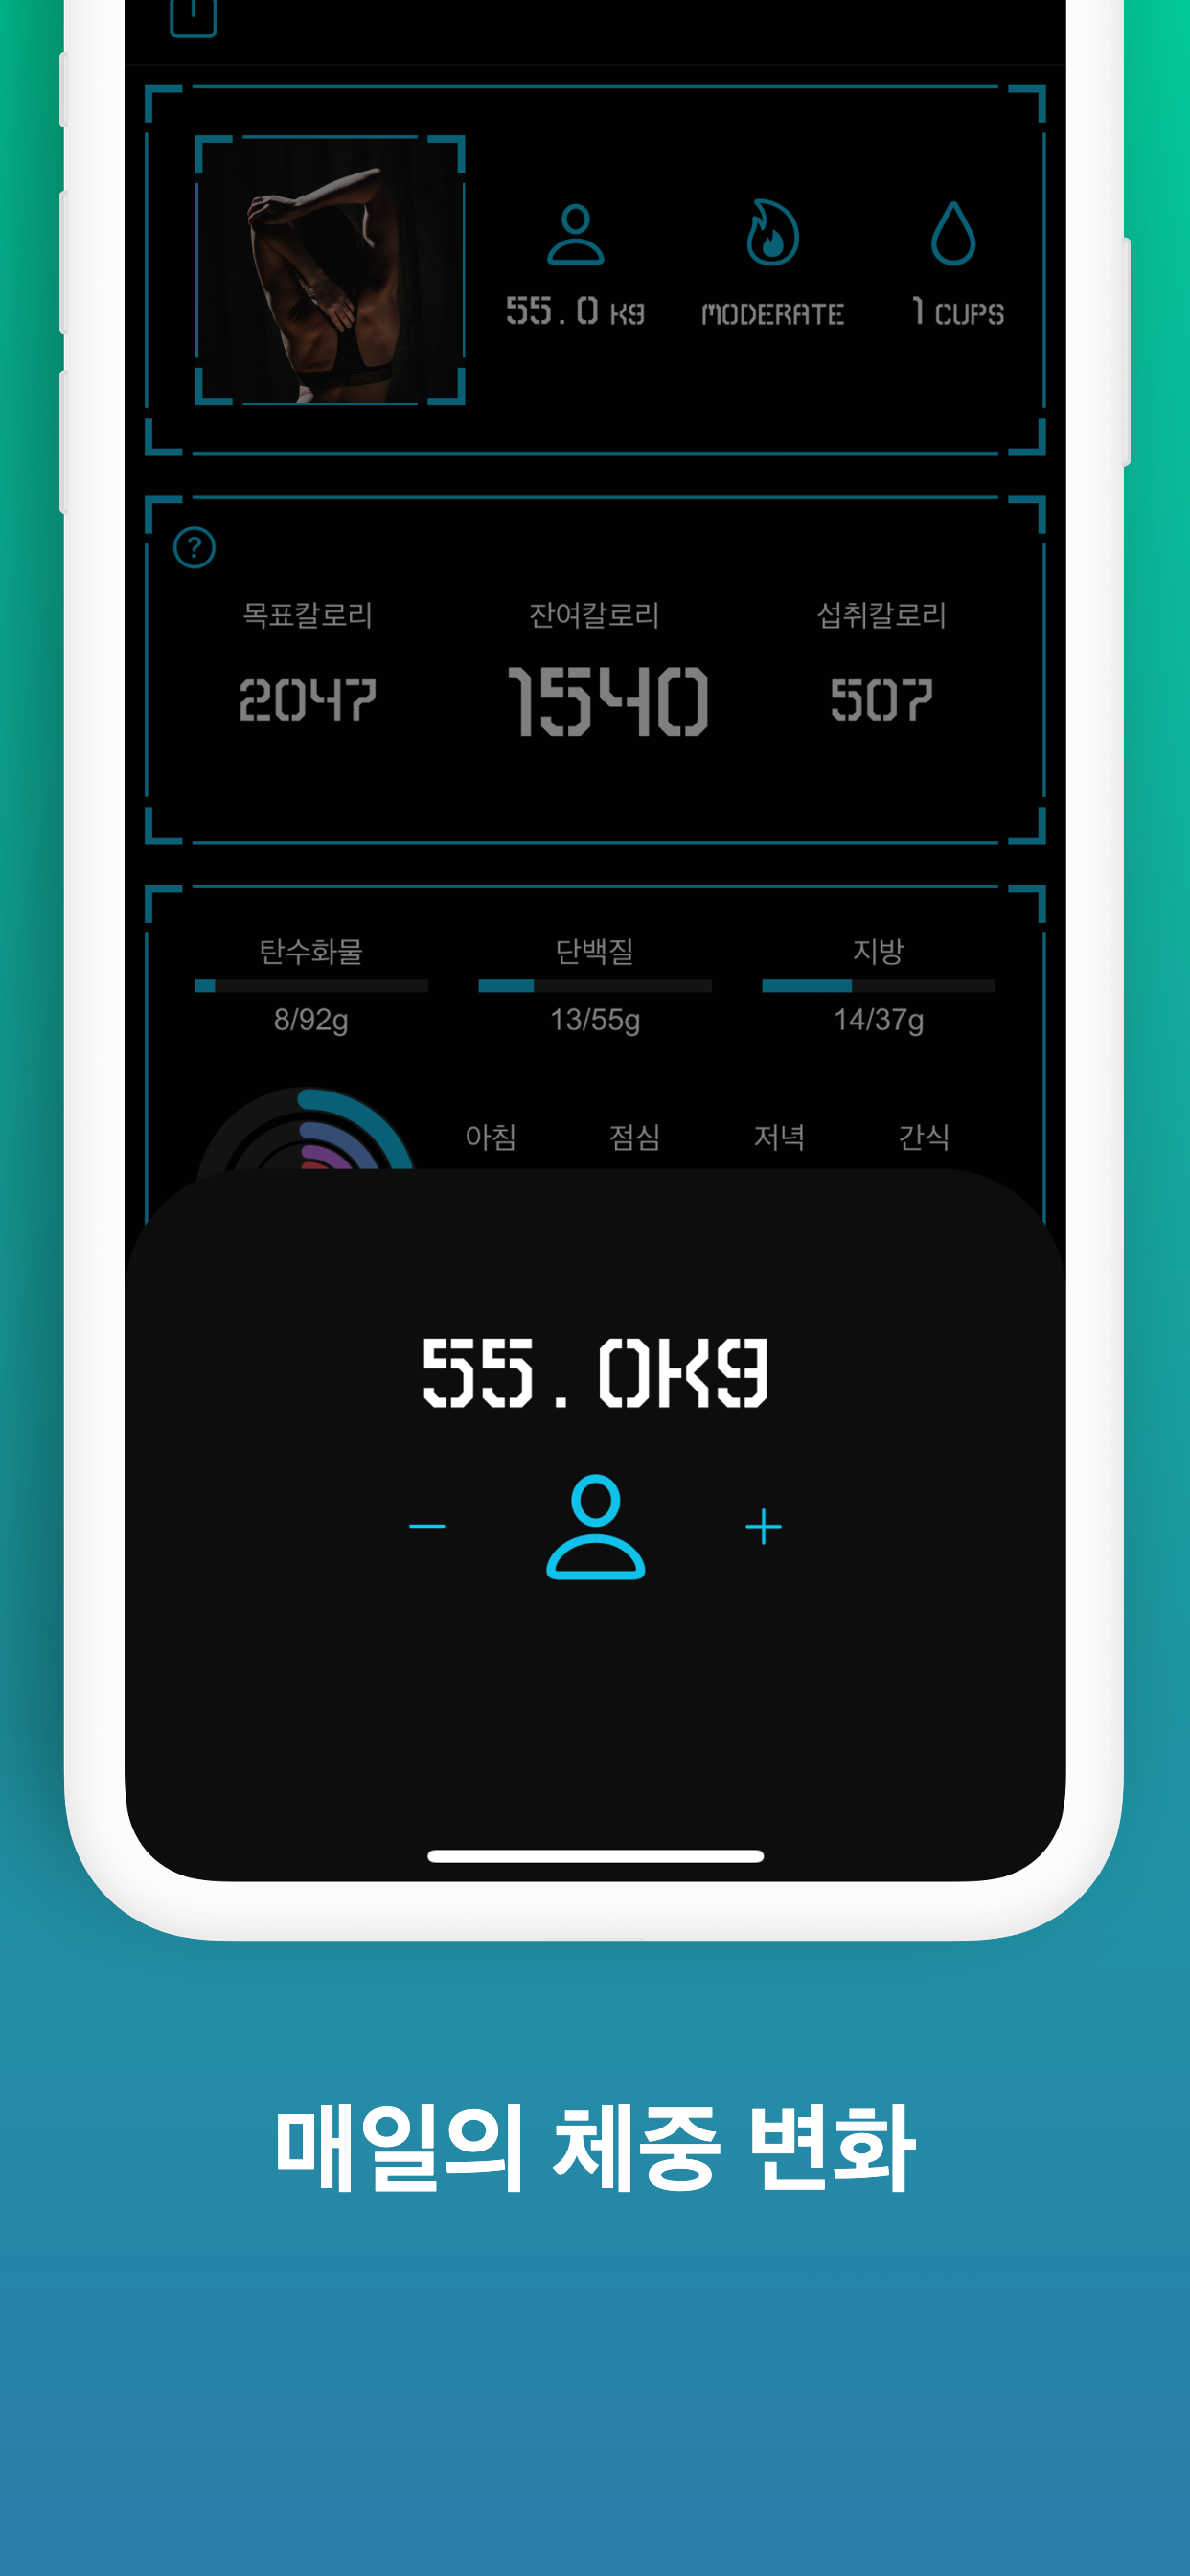 55.0 Kg MODERATE 1 CUPS
?
목표칼로리 잔여칼로리 섭취칼로리
2047 1540 507
탄수화물 단백질 지방
8/92g 13/55g 14/37g
아침 점심 저녁 간식
55.0Kg
매일의 체중 변화